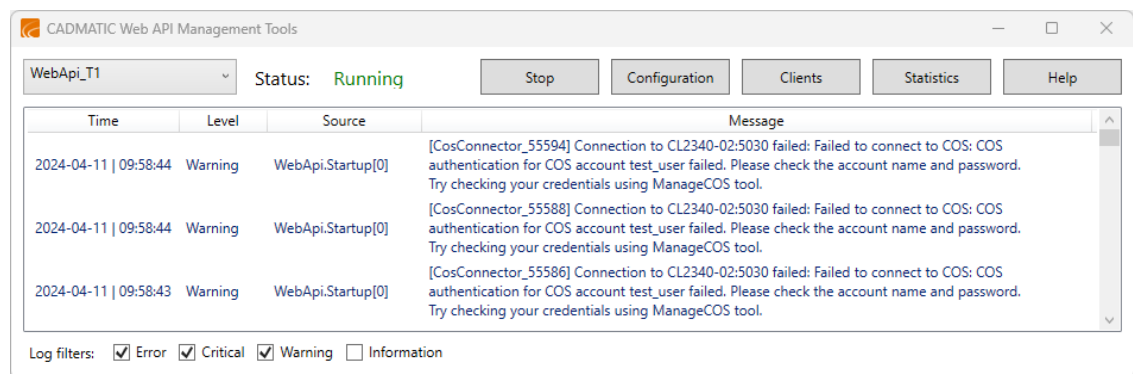 CADMATIC Web API Management Tools
WebApi_T1
Status: Running
Stop
Configuration
Clients
Statistics
Help
Time Level Source Message
[CosConnector_55594] Connection to CL2340-02:5030 failed: Failed to connect to COS: COS
2024-04-11 | 09:58:44 Warning WebApi.Startup[0] authentication for COS account test_user failed. Please check the account name and password.
Try checking your credentials using ManageCOS tool.
[CosConnector_55588] Connection to CL2340-02:5030 failed: Failed to connect to COS: COS
2024-04-11 | 09:58:44 Warning WebApi.Startup[0] authentication for COS account test_user failed. Please check the account name and password.
Try checking your credentials using ManageCOS tool.
[CosConnector_55586] Connection to CL2340-02:5030 failed: Failed to connect to COS: COS
2024-04-11 | 09:58:43 Warning WebApi.Startup[0] authentication for COS account test_user failed. Please check the account name and password.
Try checking your credentials using ManageCOS tool.
Log filters: Error Critical Warning Information